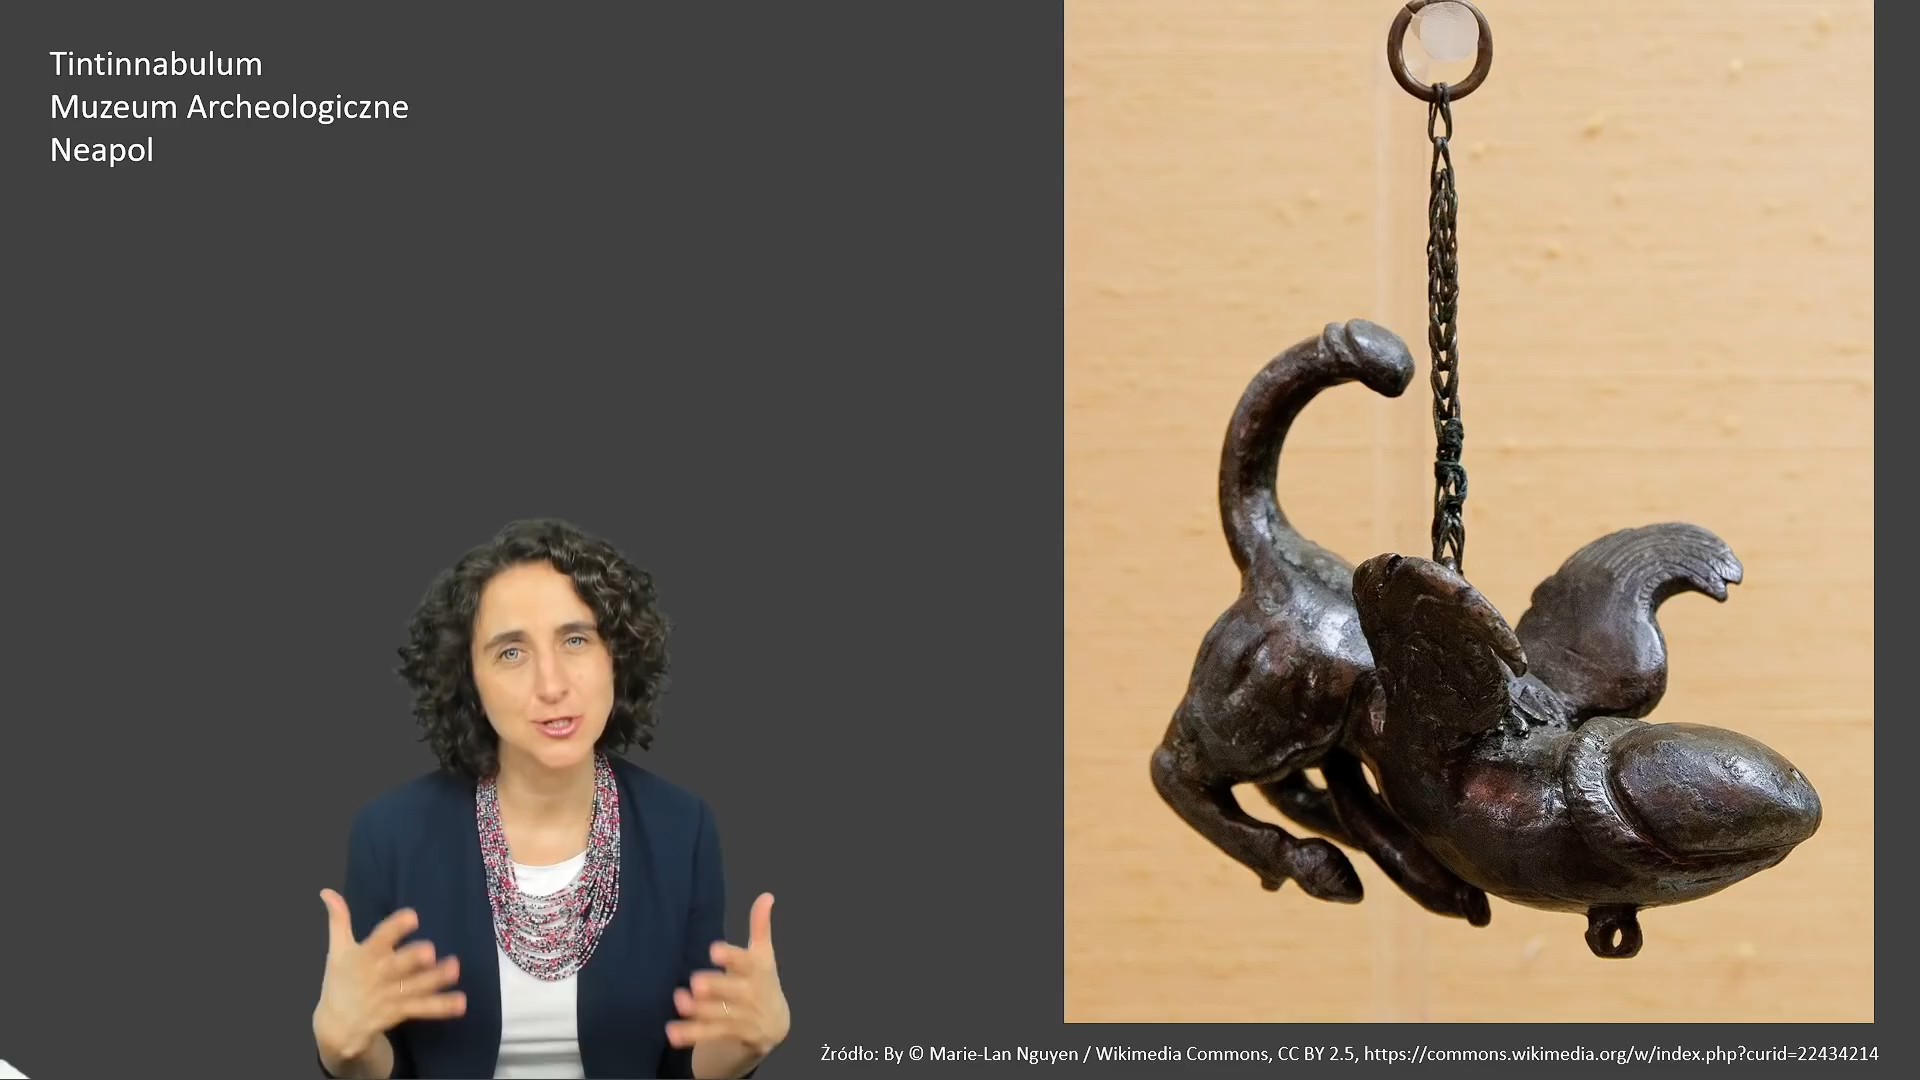 Tintinnabulum
Muzeum Archeologiczne
Neapol
Żródło: By © Marie-Lan Nguyen / Wikimedia Commons, CC BY 2.5, https://commons.wikimedia.org/w/index.php?curid=22434214